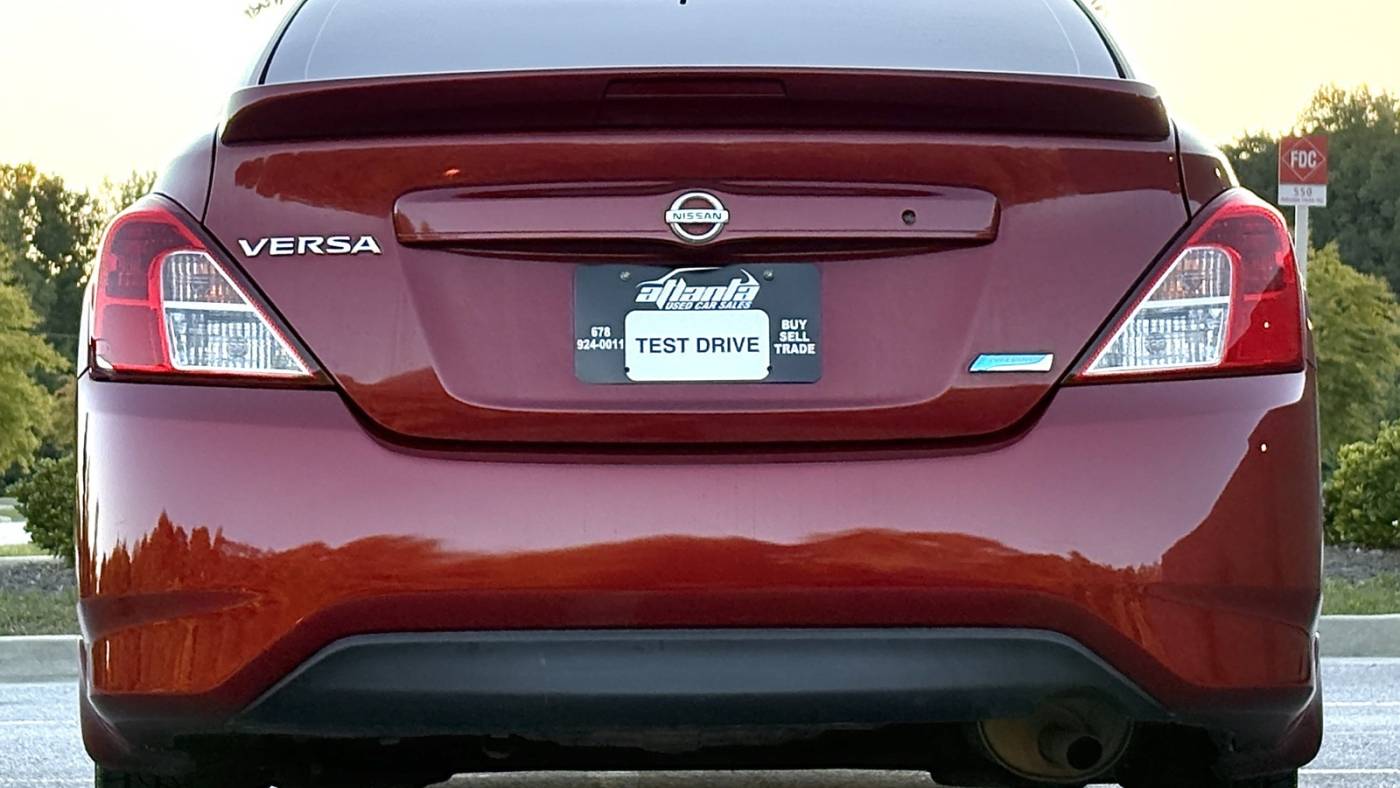 FDC
550
NISSAN
VERSA
atlanta
USED CAR SALES
678
924-0011
TEST DRIVE
BUY
SELL
TRADE